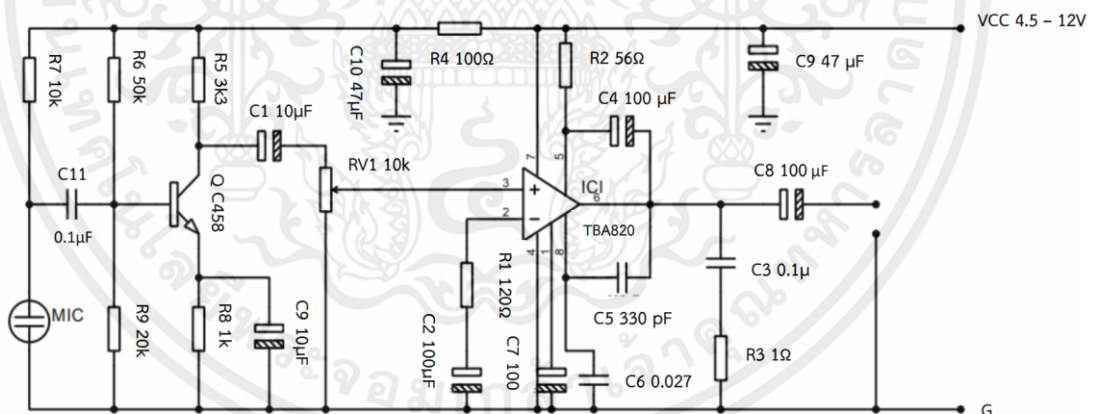 VCC 4.5 – 12V
R7 10k
R6 50k
R5 3k3
C10 47µF
R4 100Ω
R2 56Ω
C9 47 µF
C4 100 µF
C1 10µF
RV1 10k
7
5
C11
0.1µF
Q C458
3
+
ICI
6
2
−
TBA820
4
1
8
C8 100 µF
C3 0.1µ
R1 120Ω
C5 330 pF
MIC
R9 20k
R8 1k
C9 10µF
C2 100µF
C7 100
C6 0.027
R3 1Ω
G